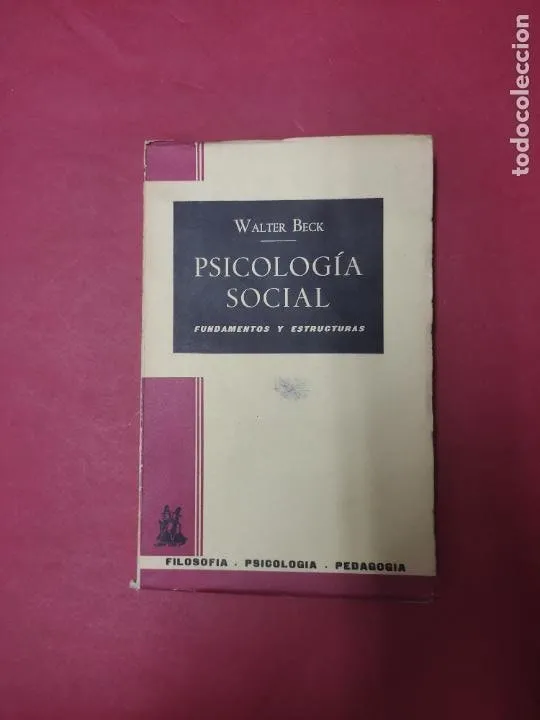 WALTER BECK
PSICOLOGÍA
SOCIAL
FUNDAMENTOS Y ESTRUCTURAS
FILOSOFIA . PSICOLOGIA . PEDAGOGIA
todocoleccion